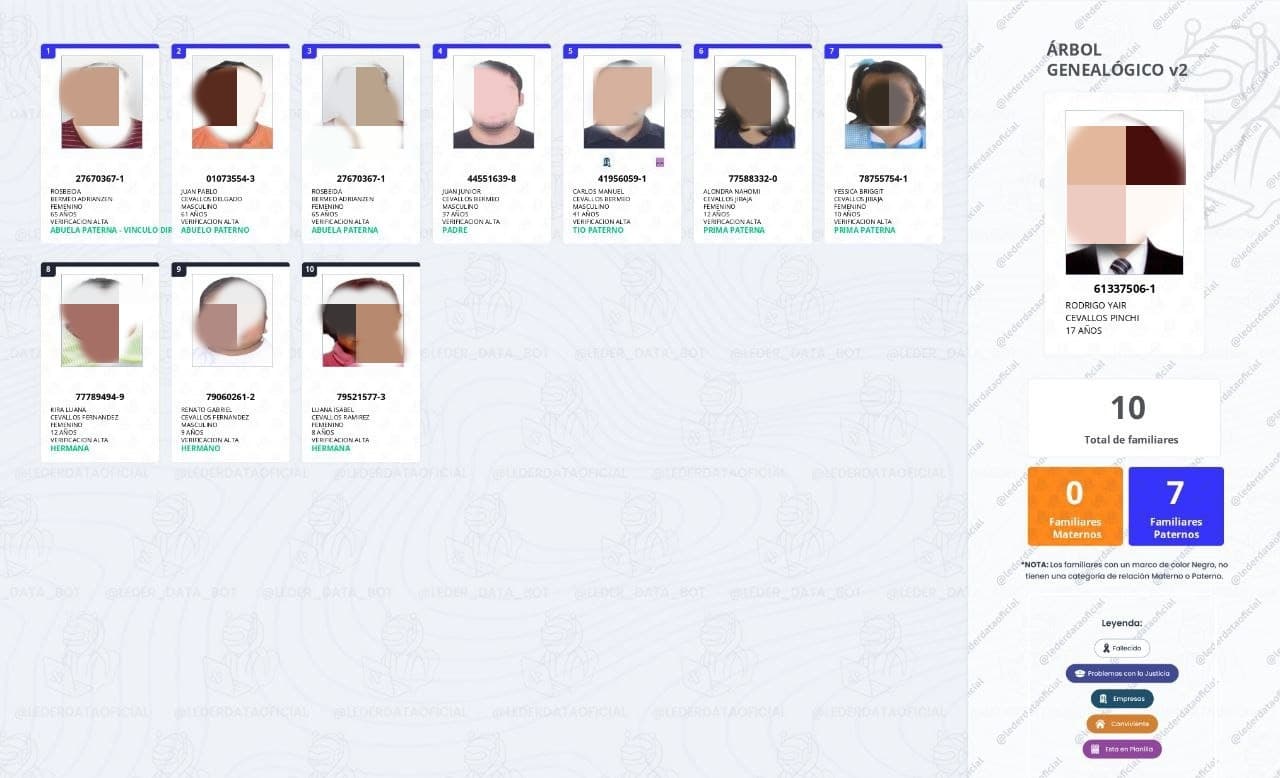 ÁRBOL
GENEALÓGICO v2
61337506-1
RODRIGO YAIR
CEVALLOS PINCHI
17 AÑOS
10
Total de familiares
0
Familiares
Maternos
7
Familiares
Paternos
*NOTA: Los familiares con un marco de color Negro, no
tienen una categoria de relación Materno o Paterno.
Leyenda:
Fallecido
Problemas con la Justicia
Empresas
Conviviente
Esta en Planilla
1
27670367-1
ROSBEIDA
BERMEO ADRIANZEN
FEMENINO
65 AÑOS
VERIFICACION ALTA
ABUELA PATERNA - VINCULO DIR
2
01073554-3
JUAN PABLO
CEVALLOS DELGADO
MASCULINO
61 AÑOS
VERIFICACION ALTA
ABUELO PATERNO
3
27670367-1
ROSBEIDA
BERMEO ADRIANZEN
FEMENINO
65 AÑOS
VERIFICACION ALTA
ABUELA PATERNA
4
44551639-8
JUAN JUNIOR
CEVALLOS BERMEO
MASCULINO
37 AÑOS
VERIFICACION ALTA
PADRE
5
41956059-1
CARLOS MANUEL
CEVALLOS BERMEO
MASCULINO
41 AÑOS
VERIFICACION ALTA
TIO PATERNO
6
77588332-0
ALONDRA NAHOMI
CEVALLOS JIBAJA
FEMENINO
12 AÑOS
VERIFICACION ALTA
PRIMA PATERNA
7
78755754-1
YESSICA BRIGGIT
CEVALLOS JIBAJA
FEMENINO
10 AÑOS
VERIFICACION ALTA
PRIMA PATERNA
8
77789494-9
KIRA LUANA
CEVALLOS FERNANDEZ
FEMENINO
12 AÑOS
VERIFICACION ALTA
HERMANA
9
79060261-2
RENATO GABRIEL
CEVALLOS FERNANDEZ
MASCULINO
9 AÑOS
VERIFICACION ALTA
HERMANO
10
79521577-3
LUANA ISABEL
CEVALLOS RAMIREZ
FEMENINO
8 AÑOS
VERIFICACION ALTA
HERMANA
@LEDER_DATA_BOT
@LEDERDATAOFICIAL
@lederdataoficial